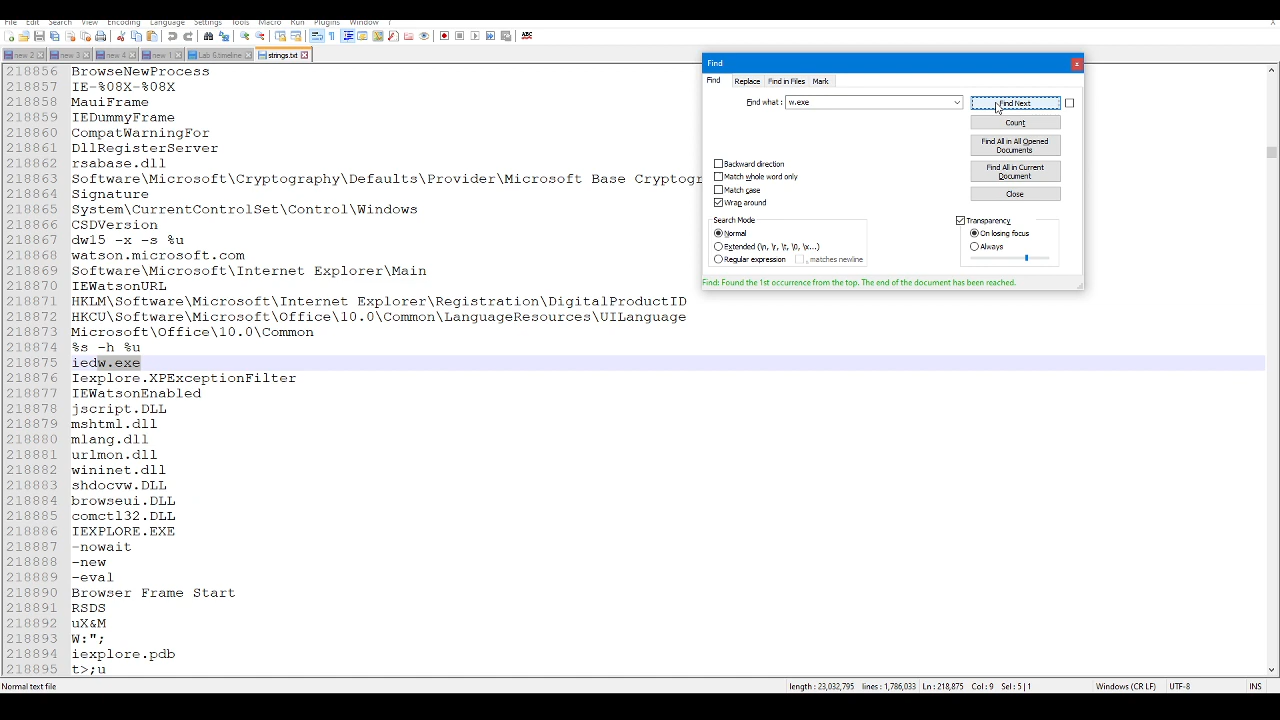 File Edit Search View Encoding Language Settings Tools Macro Run Plugins Window ?
new 2 new 3 new 4 new 1 Lab 6 timeline strings.txt
218856 BrowseNewProcess
218857 IE-%08X-%08X
218858 MauiFrame
218859 IEDummyFrame
218860 CompatWarningFor
218861 DllRegisterServer
218862 rsabase.dll
218863 Software\Microsoft\Cryptography\Defaults\Provider\Microsoft Base Cryptogr
218864 Signature
218865 System\CurrentControlSet\Control\Windows
218866 CSDVersion
218867 dw15 -x -s %u
218868 watson.microsoft.com
218869 Software\Microsoft\Internet Explorer\Main
218870 IEWatsonURL
218871 HKLM\Software\Microsoft\Internet Explorer\Registration\DigitalProductID
218872 HKCU\Software\Microsoft\Office\10.0\Common\LanguageResources\UILanguage
218873 Microsoft\Office\10.0\Common
218874 %s -h %u
218875 iedw.exe
218876 Iexplore.XPExceptionFilter
218877 IEWatsonEnabled
218878 jscript.DLL
218879 mshtml.dll
218880 mlang.dll
218881 urlmon.dll
218882 wininet.dll
218883 shdocvw.DLL
218884 browseui.DLL
218885 comctl32.DLL
218886 IEXPLORE.EXE
218887 -nowait
218888 -new
218889 -eval
218890 Browser Frame Start
218891 RSDS
218892 uX&M
218893 W:";
218894 iexplore.pdb
218895 t>;u
Find
Find Replace Find in Files Mark
Find what : w.exe
Find Next
Count
Find All in All Opened
Documents
Find All in Current
Document
Close
Backward direction
Match whole word only
Match case
Wrap around
Search Mode
Normal
Extended (\n, \r, \t, \0, \x...)
Regular expression . matches newline
Transparency
On losing focus
Always
Find: Found the 1st occurrence from the top. The end of the document has been reached.
Normal text file length : 23,032,795 lines : 1,786,033 Ln : 218,875 Col : 9 Sel : 5 | 1 Windows (CR LF) UTF-8 INS